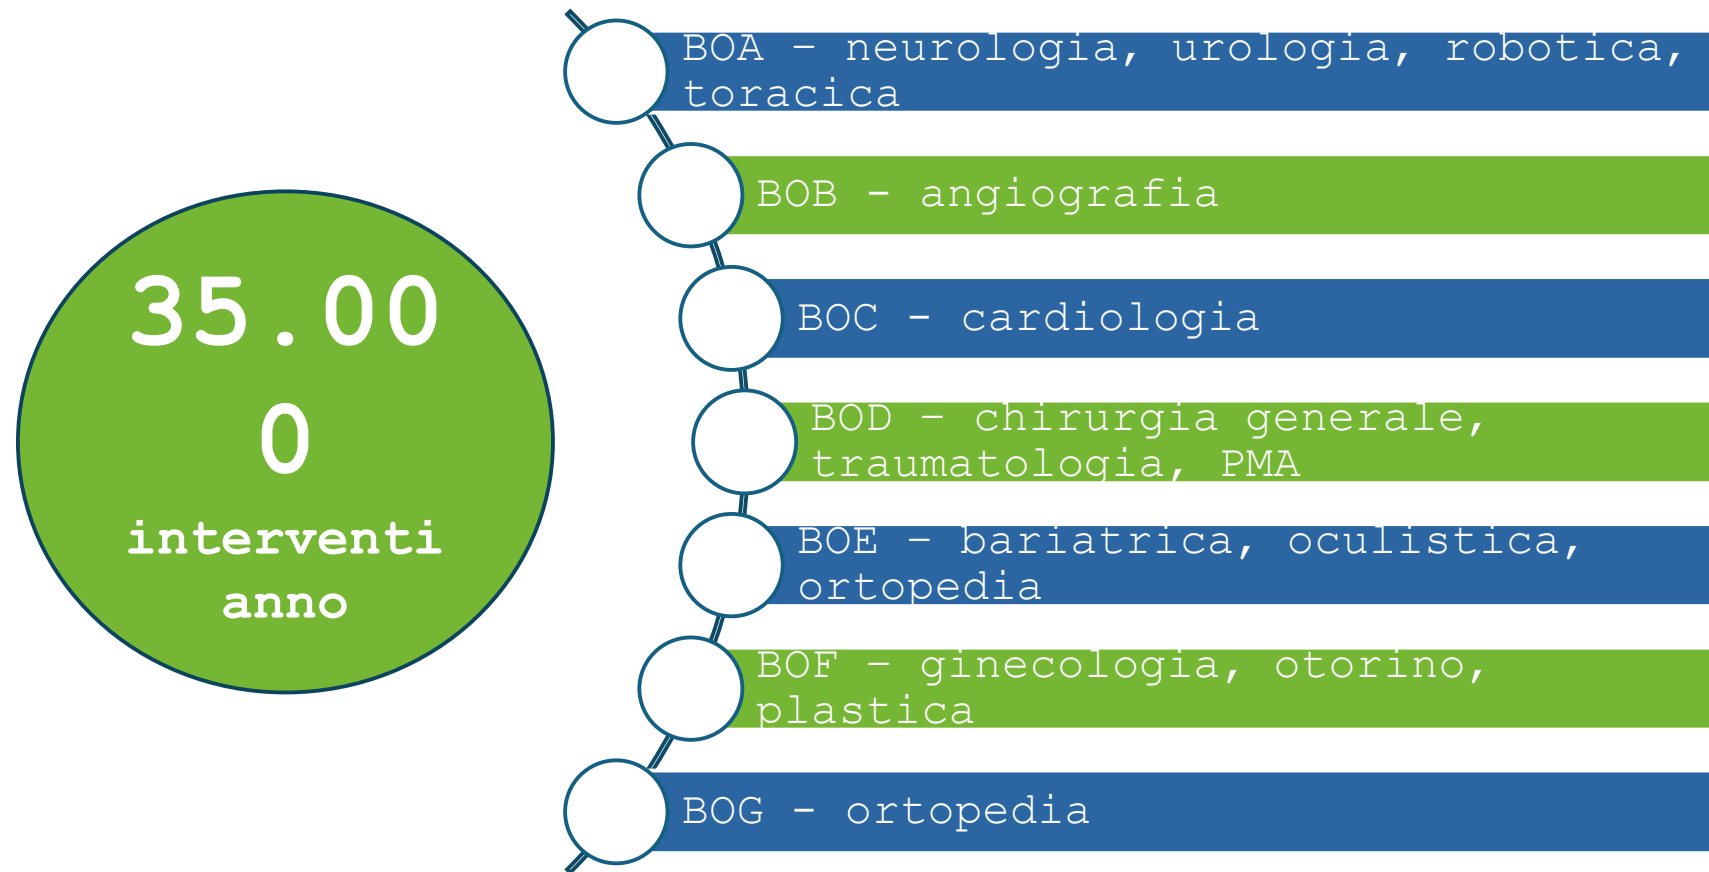 35.00
0
interventi
anno
BOA – neurologia, urologia, robotica,
toracica
BOB - angiografia
BOC - cardiologia
BOD – chirurgia generale,
traumatologia, PMA
BOE – bariatrica, oculistica,
ortopedia
BOF – ginecologia, otorino,
plastica
BOG - ortopedia